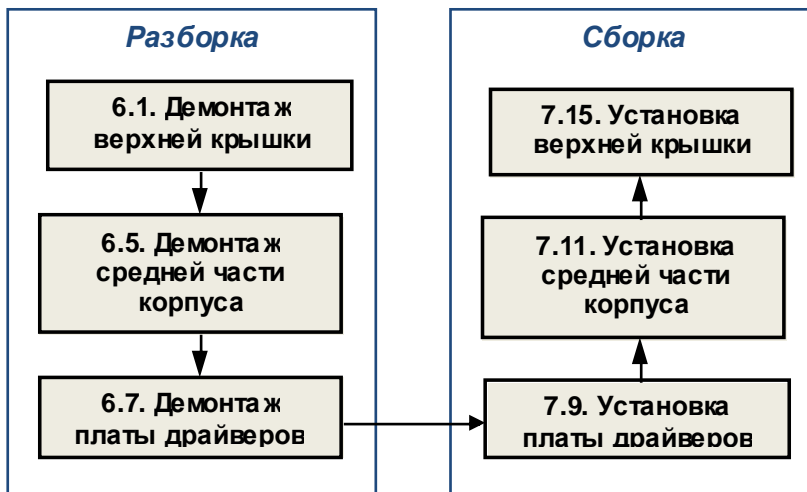 Разборка
6.1. Демонтаж
верхней крышки
6.5. Демонтаж
средней части
корпуса
6.7. Демонтаж
платы драйверов
Сборка
7.15. Установка
верхней крышки
7.11. Установка
средней части
корпуса
7.9. Установка
платы драйверов